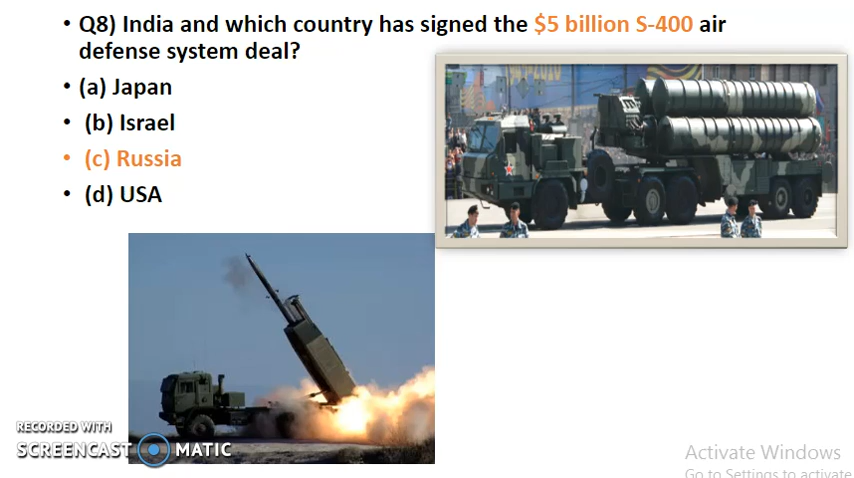 • Q8) India and which country has signed the $5 billion S-400 air
defense system deal?
• (a) Japan
• (b) Israel
• (c) Russia
• (d) USA
RECORDED WITH
SCREENCAST MATIC
Activate Windows
Go to Settings to activate